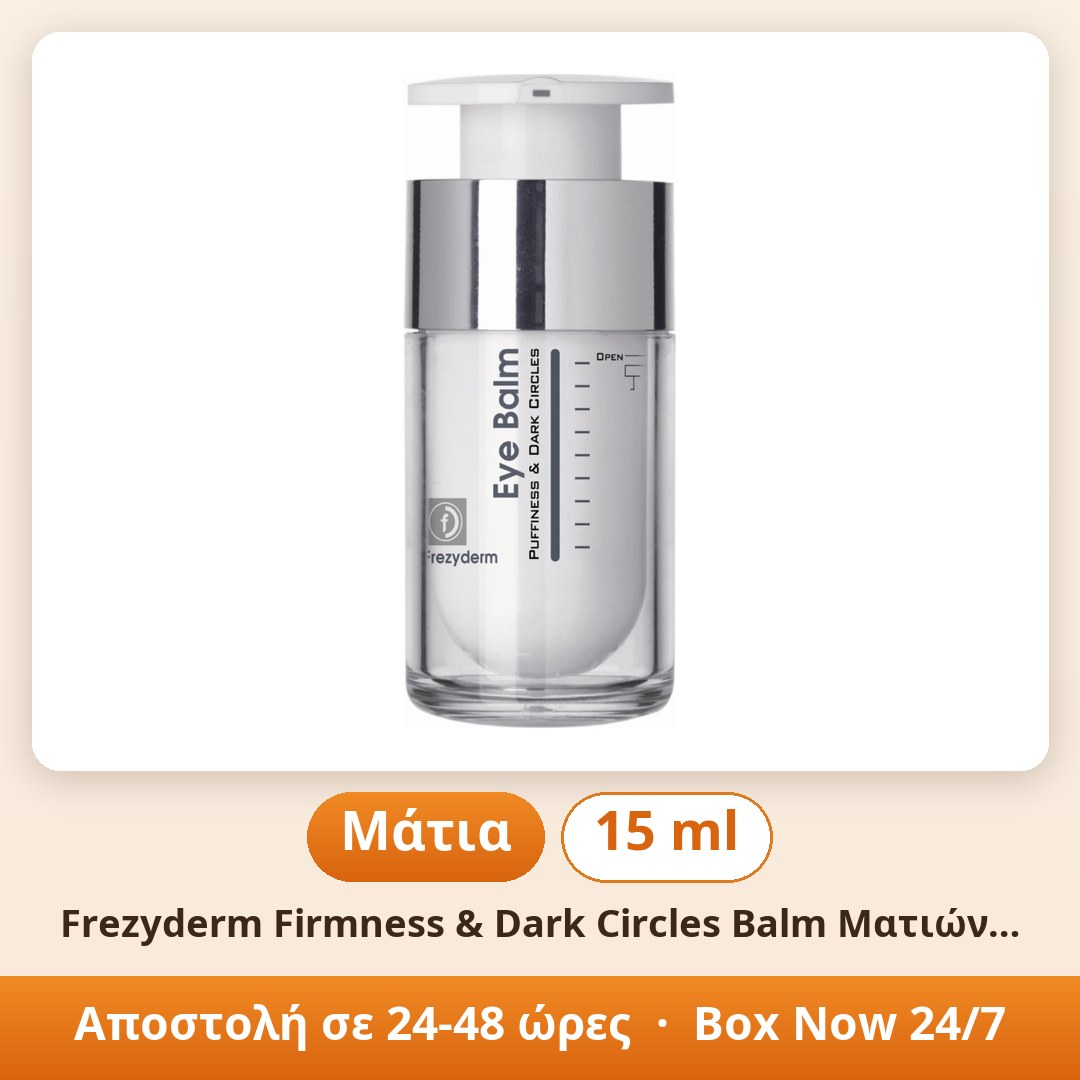 Eye Balm
PUFFINESS & DARK CIRCLES
OPEN
f
Frezyderm
Μάτια
15 ml
Frezyderm Firmness & Dark Circles Balm Ματιών...
Αποστολή σε 24-48 ώρες · Box Now 24/7